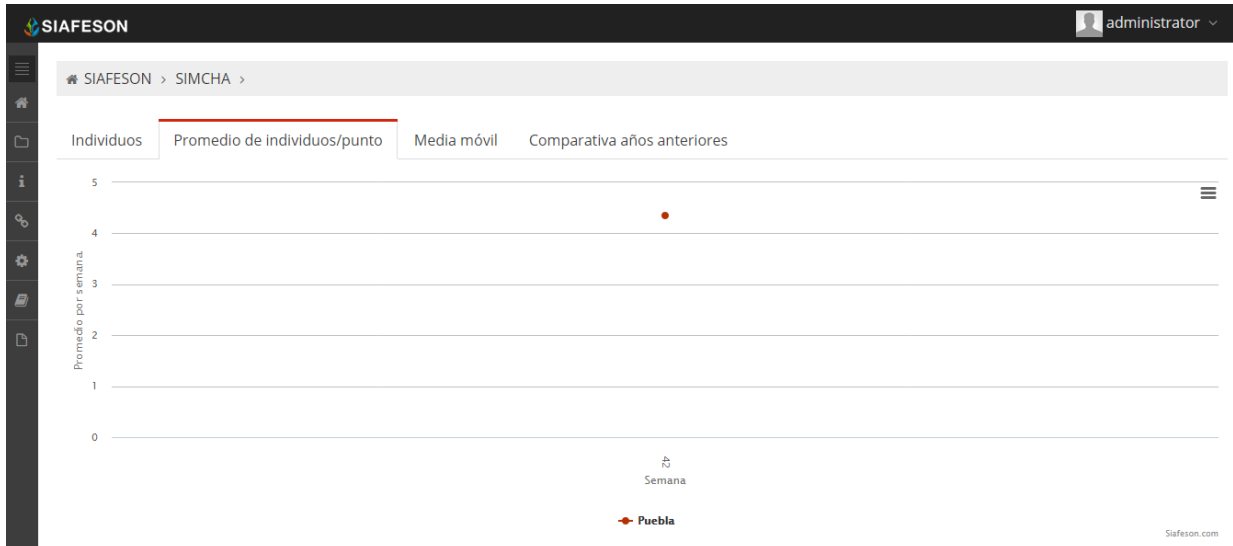 SIAFESON
administrator
SIAFESON > SIMCHA >
Individuos Promedio de individuos/punto Media móvil Comparativa años anteriores
5
4
3
2
1
0
Promedio por semana.
42
Semana
Puebla
Siafeson.com